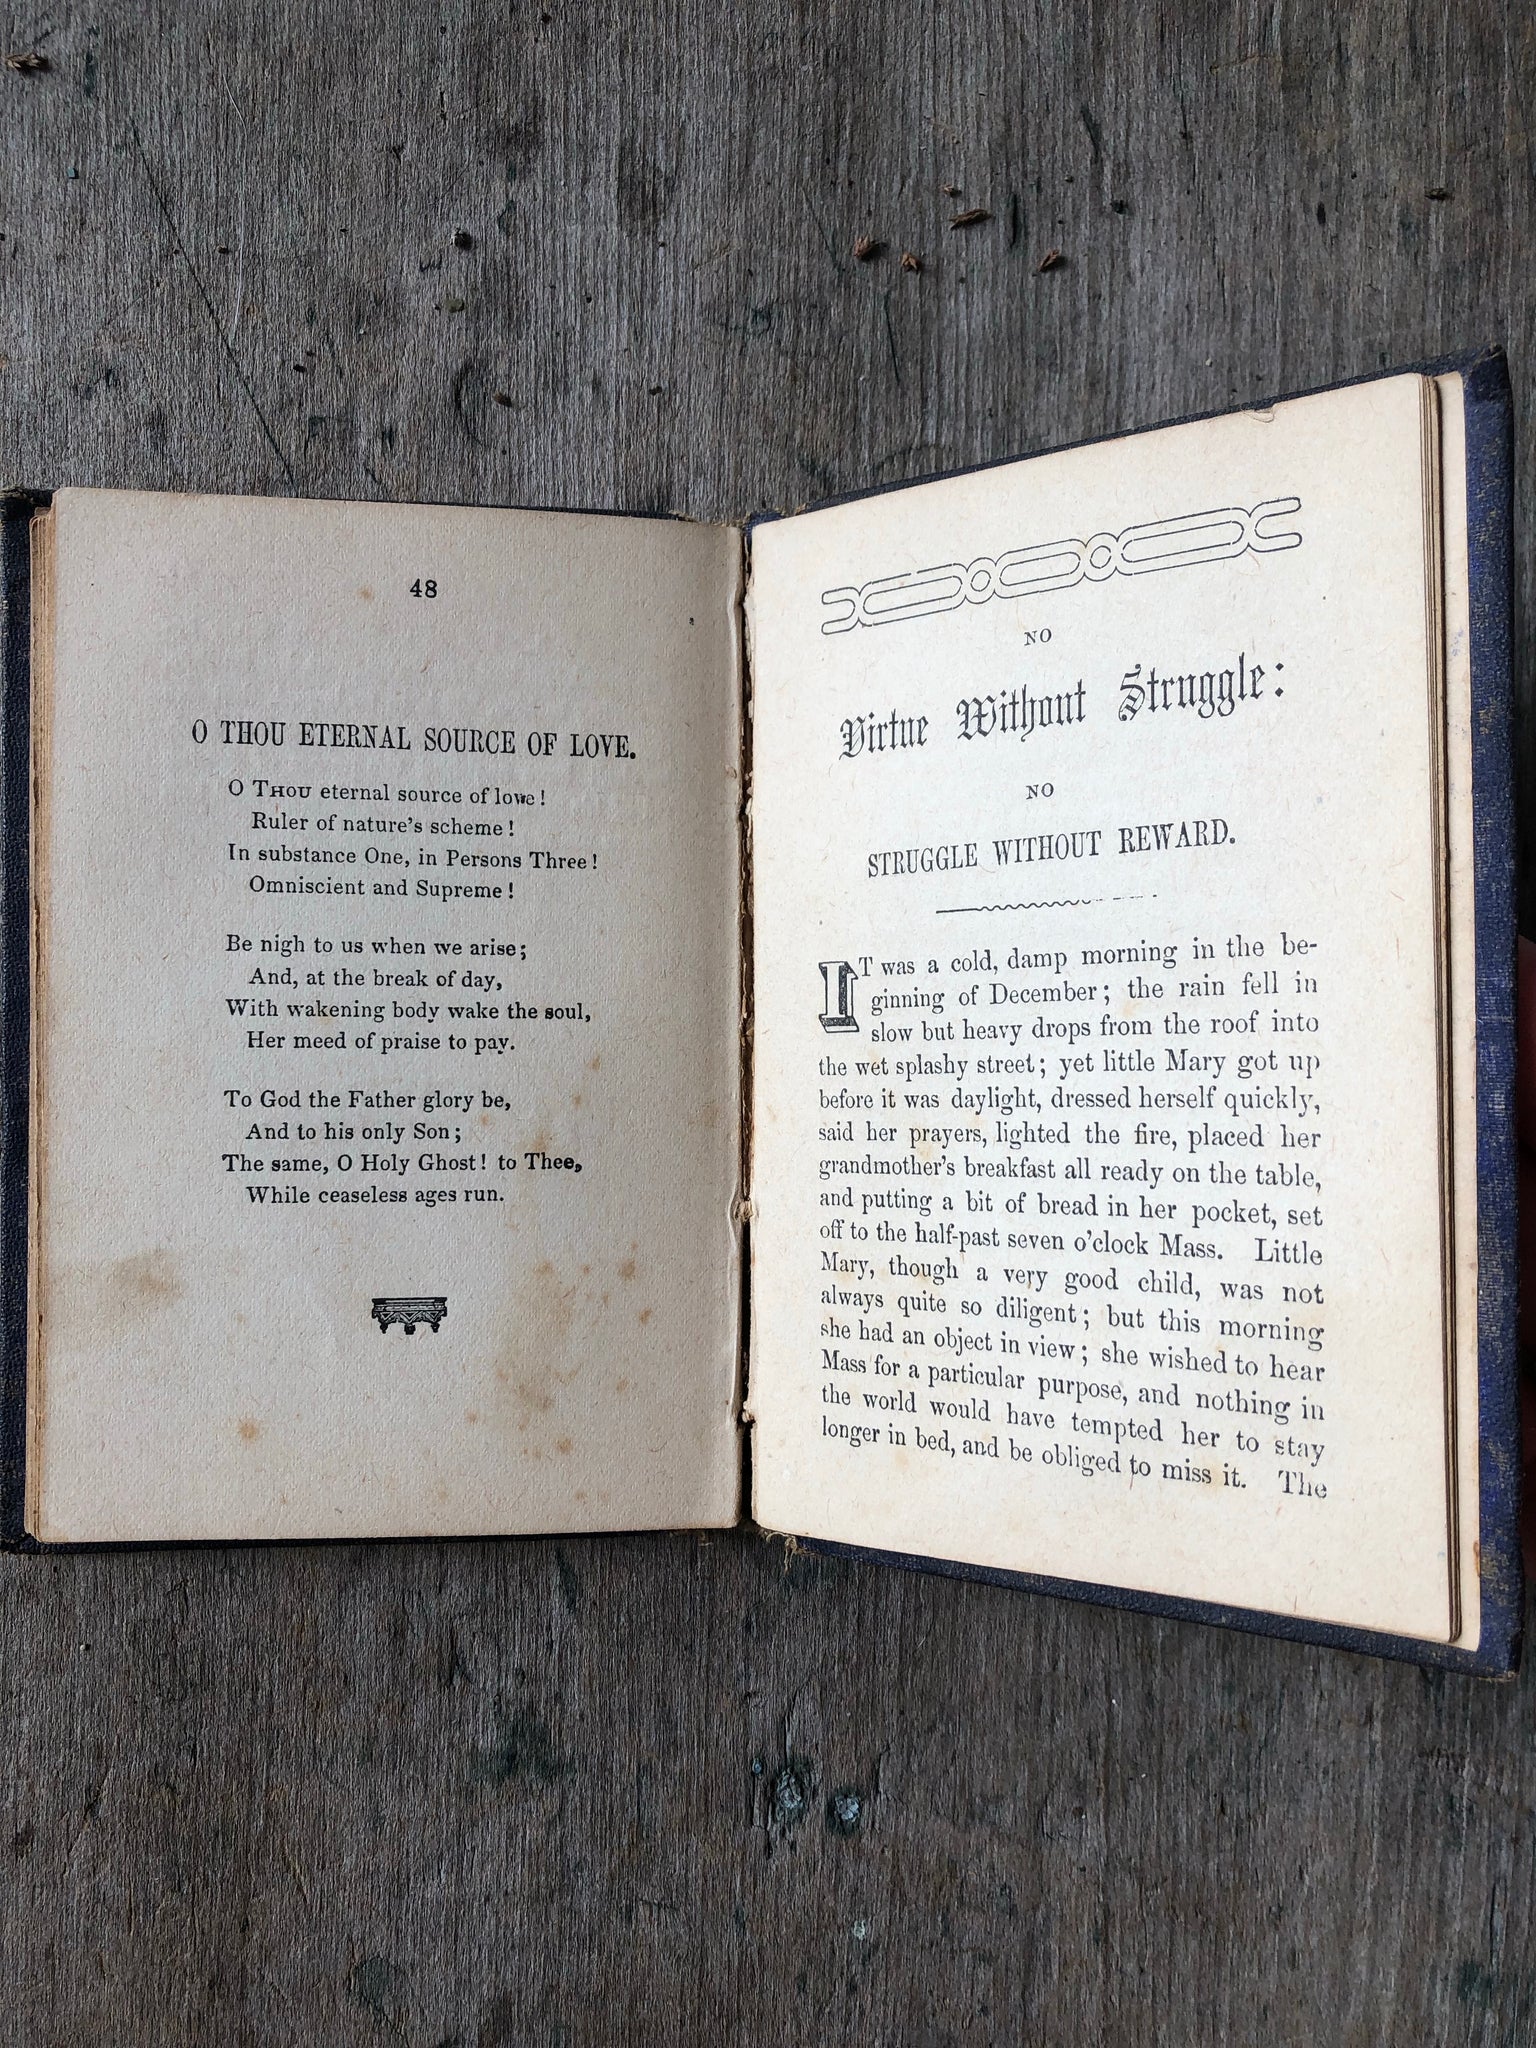 48
O THOU ETERNAL SOURCE OF LOVE.
O THOU eternal source of love!
Ruler of nature's scheme!
In substance One, in Persons Three!
Omniscient and Supreme!
Be nigh to us when we arise;
And, at the break of day,
With wakening body wake the soul,
Her meed of praise to pay.
To God the Father glory be,
And to his only Son;
The same, O Holy Ghost! to Thee,
While ceaseless ages run.
NO
Virtue Without Struggle:
NO
STRUGGLE WITHOUT REWARD.
IT was a cold, damp morning in the be-
ginning of December; the rain fell in
slow but heavy drops from the roof into
the wet splashy street; yet little Mary got up
before it was daylight, dressed herself quickly,
said her prayers, lighted the fire, placed her
grandmother's breakfast all ready on the table,
and putting a bit of bread in her pocket, set
off to the half-past seven o'clock Mass. Little
Mary, though a very good child, was not
always quite so diligent; but this morning
she had an object in view; she wished to hear
Mass for a particular purpose, and nothing in
the world would have tempted her to stay
longer in bed, and be obliged to miss it. The